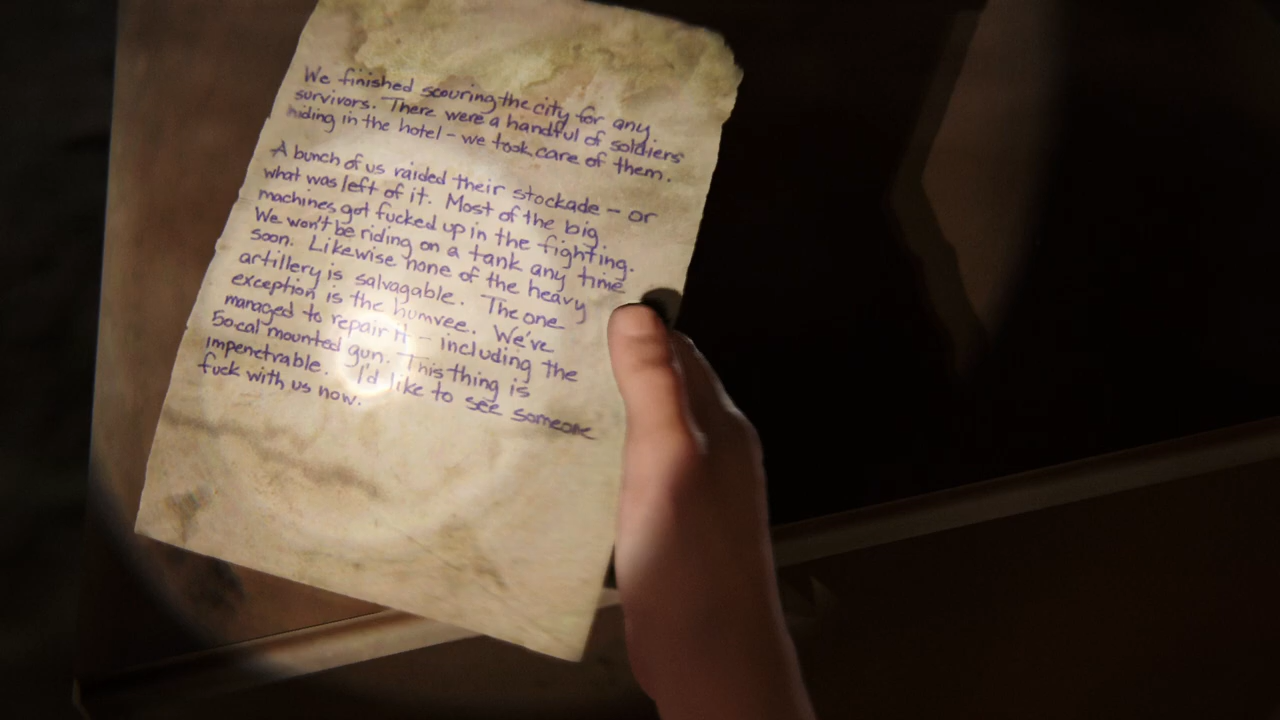 We finished scouring the city for any
survivors. There were a handful of soldiers
hiding in the hotel - we took care of them.
A bunch of us raided their stockade - or
what was left of it. Most of the big
machines got fucked up in the fighting.
We won't be riding on a tank any time
soon. Likewise none of the heavy
artillery is salvagable. The one
exception is the humvee. We've
managed to repair it - including the
50cal mounted gun. This thing is
impenetrable. I'd like to see someone
fuck with us now.